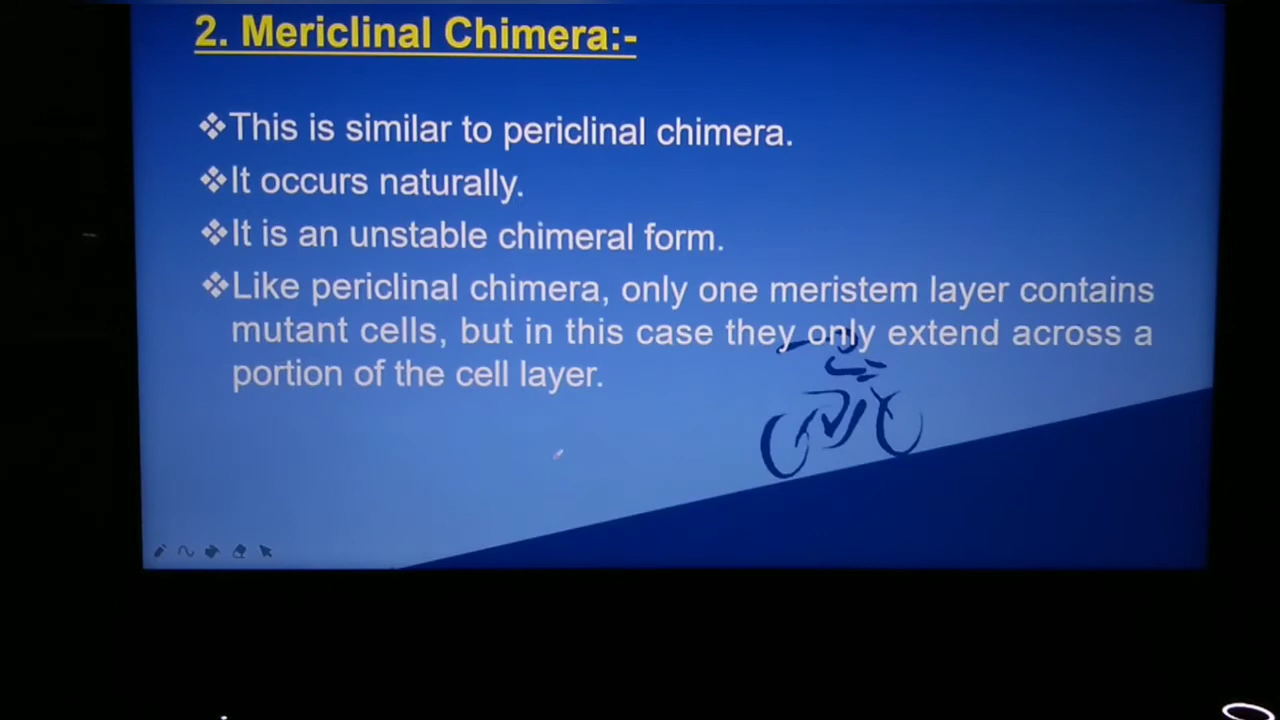 2. Mericlinal Chimera:-
❖This is similar to periclinal chimera.
❖It occurs naturally.
❖It is an unstable chimeral form.
❖Like periclinal chimera, only one meristem layer contains
mutant cells, but in this case they only extend across a
portion of the cell layer.